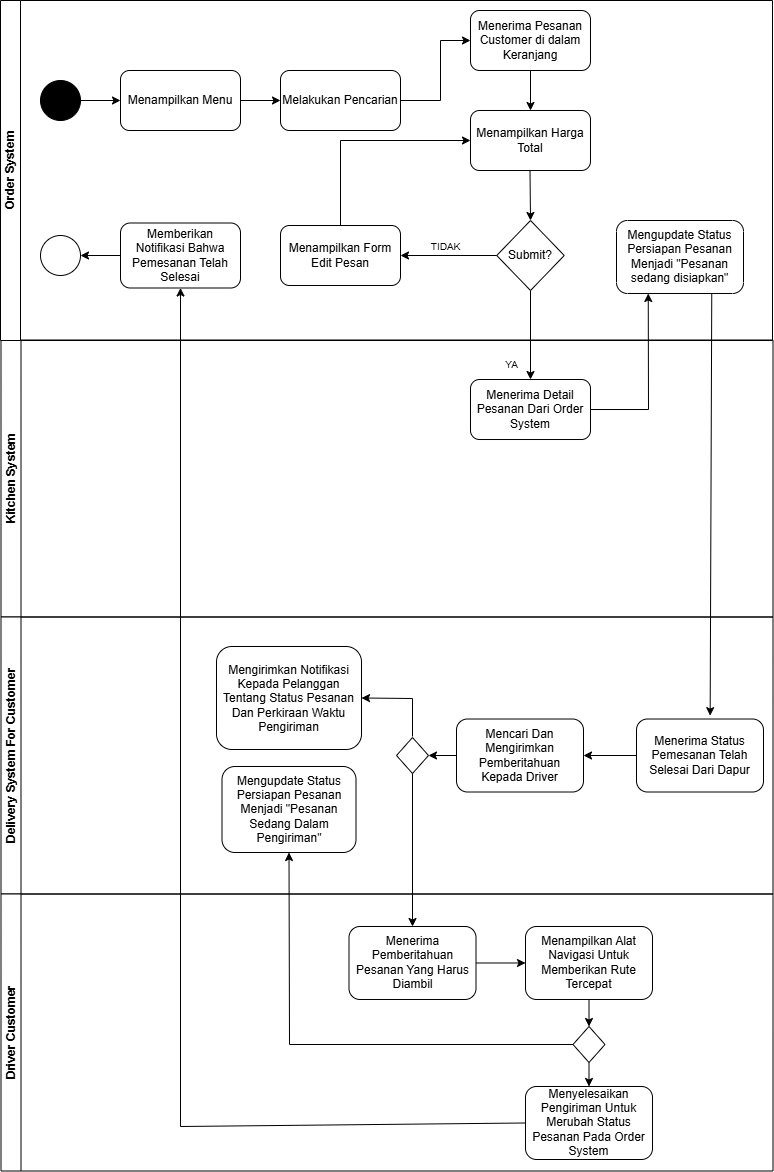 Order System
Menerima Pesanan
Customer di dalam
Keranjang
Menampilkan Menu
Melakukan Pencarian
Menampilkan Harga
Total
Memberikan
Notifikasi Bahwa
Pemesanan Telah
Selesai
Menampilkan Form
Edit Pesan
TIDAK
Submit?
Mengupdate Status
Persiapan Pesanan
Menjadi "Pesanan
sedang disiapkan"
Kitchen System
YA
Menerima Detail
Pesanan Dari Order
System
Delivery System For Customer
Mengirimkan Notifikasi
Kepada Pelanggan
Tentang Status Pesanan
Dan Perkiraan Waktu
Pengiriman
Mencari Dan
Mengirimkan
Pemberitahuan
Kepada Driver
Menerima Status
Pemesanan Telah
Selesai Dari Dapur
Mengupdate Status
Persiapan Pesanan
Menjadi "Pesanan
Sedang Dalam
Pengiriman"
Driver Customer
Menerima
Pemberitahuan
Pesanan Yang Harus
Diambil
Menampilkan Alat
Navigasi Untuk
Memberikan Rute
Tercepat
Menyelesaikan
Pengiriman Untuk
Merubah Status
Pesanan Pada Order
System